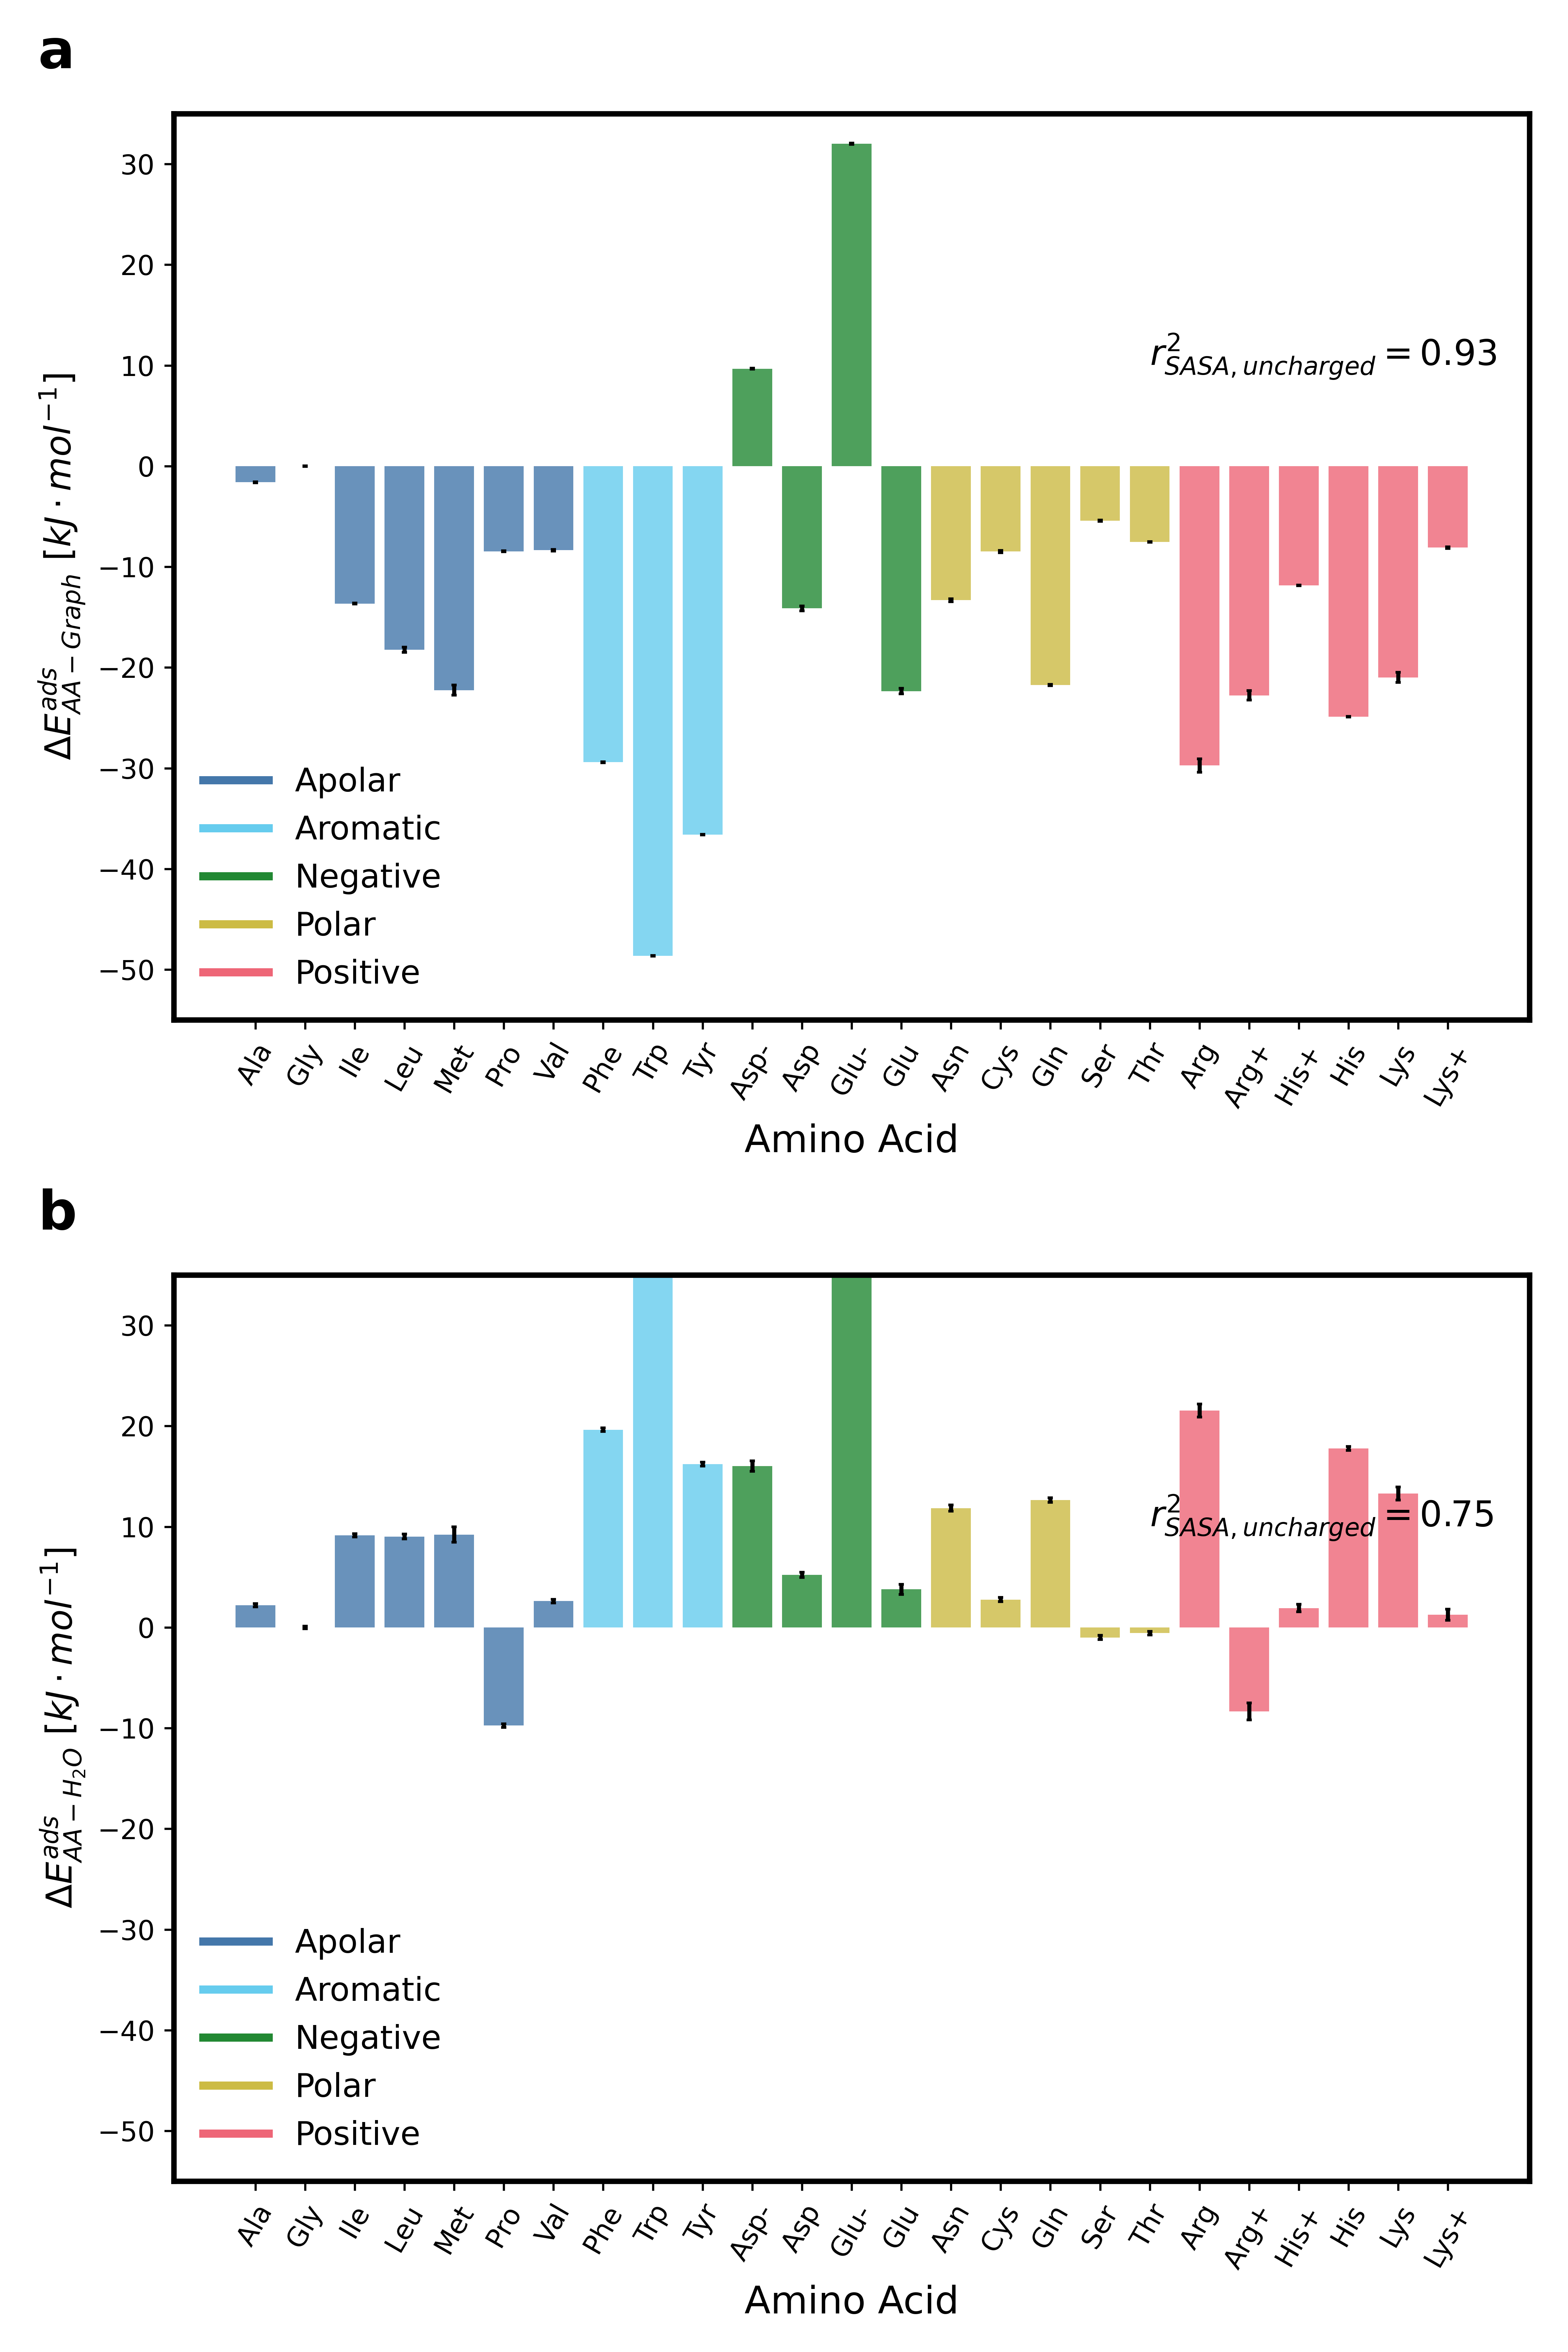 a
30
20
10
0
−10
−20
−30
−40
−50
ΔE^{ads}_{AA−Graph} [kJ · mol^{−1}]
r^2_{SASA, uncharged} = 0.93
Apolar
Aromatic
Negative
Polar
Positive
Ala Gly Ile Leu Met Pro Val Phe Trp Tyr Asp- Asp Glu- Glu Asn Cys Gln Ser Thr Arg Arg+ His+ His Lys Lys+
Amino Acid
b
30
20
10
0
−10
−20
−30
−40
−50
ΔE^{ads}_{AA−H_2O} [kJ · mol^{−1}]
r^2_{SASA, uncharged} = 0.75
Apolar
Aromatic
Negative
Polar
Positive
Ala Gly Ile Leu Met Pro Val Phe Trp Tyr Asp- Asp Glu- Glu Asn Cys Gln Ser Thr Arg Arg+ His+ His Lys Lys+
Amino Acid